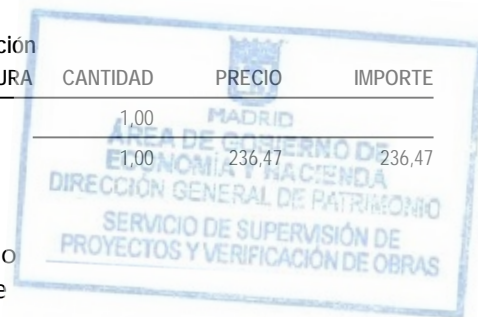 ción
URA CANTIDAD PRECIO IMPORTE
1,00
MADRID
ÁREA DE GOBIERNO DE
1,00 236,47 236,47
ECONOMÍA Y HACIENDA
DIRECCIÓN GENERAL DE PATRIMONIO
SERVICIO DE SUPERVISIÓN DE
PROYECTOS Y VERIFICACIÓN DE OBRAS
o
e